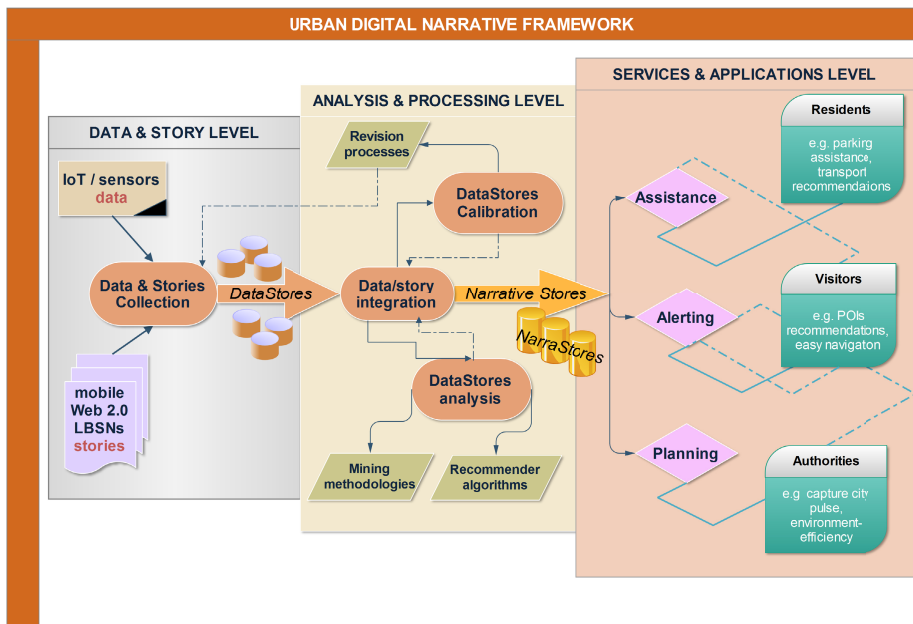 URBAN DIGITAL NARRATIVE FRAMEWORK
DATA & STORY LEVEL
IoT / sensors
data
Data & Stories
Collection
mobile
Web 2.0
LBSNs
stories
DataStores
ANALYSIS & PROCESSING LEVEL
Revision
processes
DataStores
Calibration
Data/story
integration
DataStores
analysis
Mining
methodologies
Recommender
algorithms
Narrative Stores
NarraStores
SERVICES & APPLICATIONS LEVEL
Assistance
Alerting
Planning
Residents
e.g. parking
assistance,
transport
recommendaions
Visitors
e.g. POIs
recommendations,
easy navigaton
Authorities
e.g capture city
pulse,
environment-
efficiency